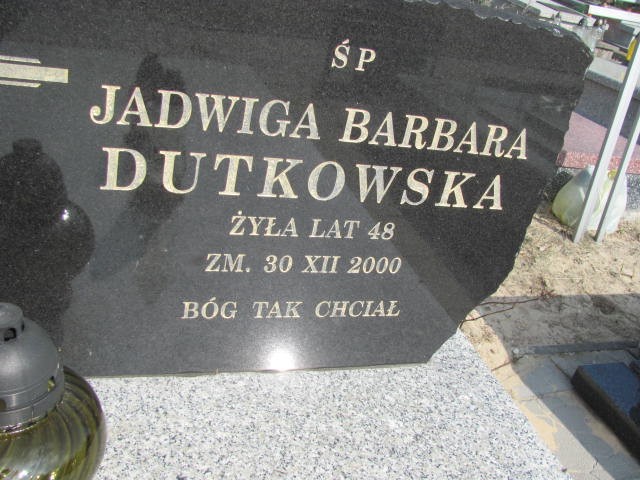 ŚP
JADWIGA BARBARA
DUTKOWSKA
ŻYŁA LAT 48
ZM. 30 XII 2000
BÓG TAK CHCIAŁ